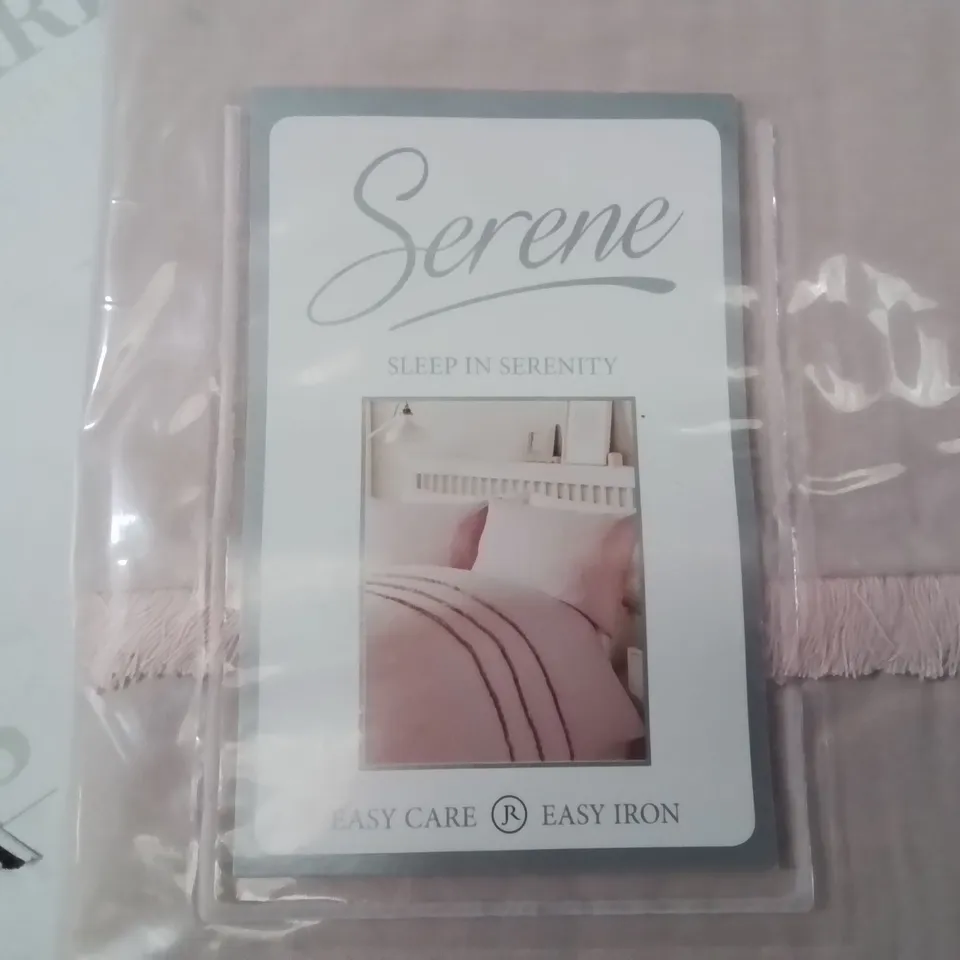 Serene
SLEEP IN SERENITY
EASY CARE JR EASY IRON